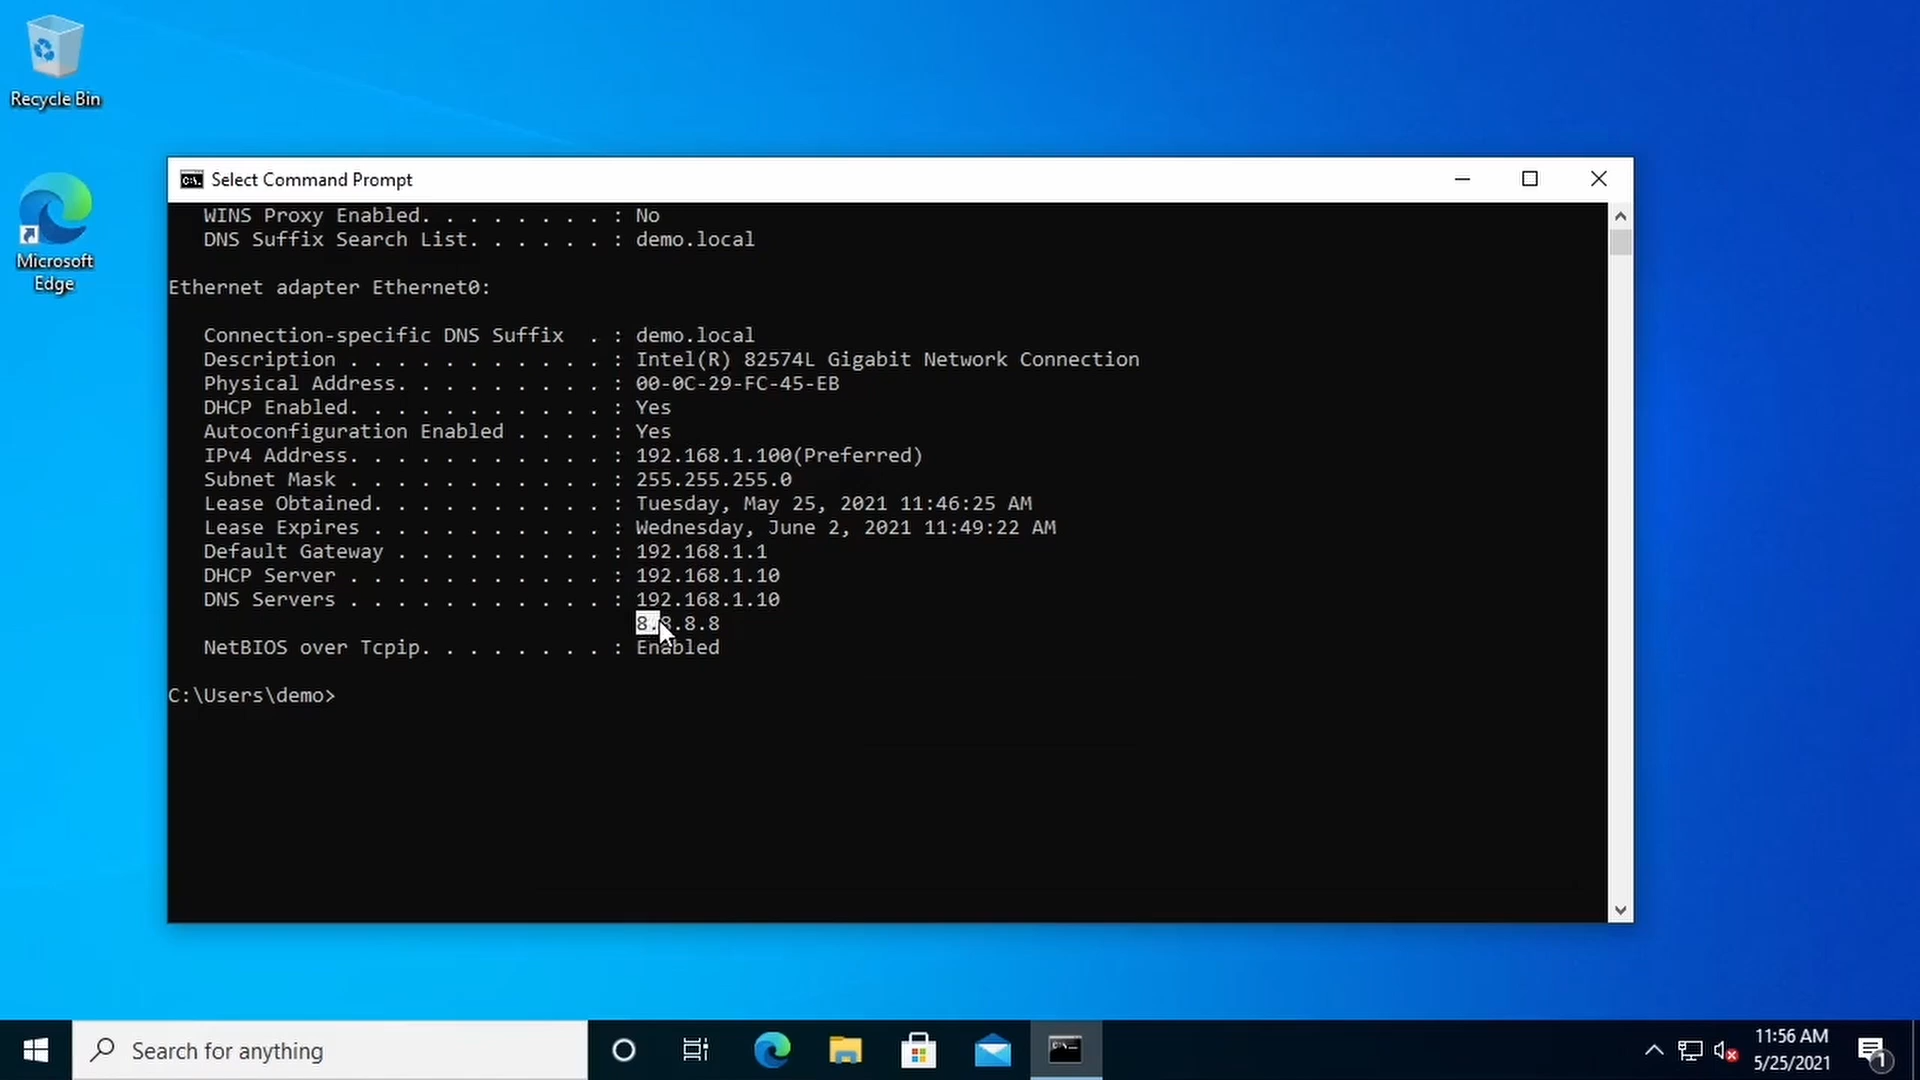 Recycle Bin
Microsoft
Edge
Select Command Prompt
WINS Proxy Enabled. . . . . . . . : No
DNS Suffix Search List. . . . . . : demo.local
Ethernet adapter Ethernet0:
Connection-specific DNS Suffix  . : demo.local
Description . . . . . . . . . . . : Intel(R) 82574L Gigabit Network Connection
Physical Address. . . . . . . . . : 00-0C-29-FC-45-EB
DHCP Enabled. . . . . . . . . . . : Yes
Autoconfiguration Enabled . . . . : Yes
IPv4 Address. . . . . . . . . . . : 192.168.1.100(Preferred)
Subnet Mask . . . . . . . . . . . : 255.255.255.0
Lease Obtained. . . . . . . . . . : Tuesday, May 25, 2021 11:46:25 AM
Lease Expires . . . . . . . . . . : Wednesday, June 2, 2021 11:49:22 AM
Default Gateway . . . . . . . . . : 192.168.1.1
DHCP Server . . . . . . . . . . . : 192.168.1.10
DNS Servers . . . . . . . . . . . : 192.168.1.10
8.8.8.8
NetBIOS over Tcpip. . . . . . . . : Enabled
C:\Users\demo>
Search for anything
11:56 AM
5/25/2021
1